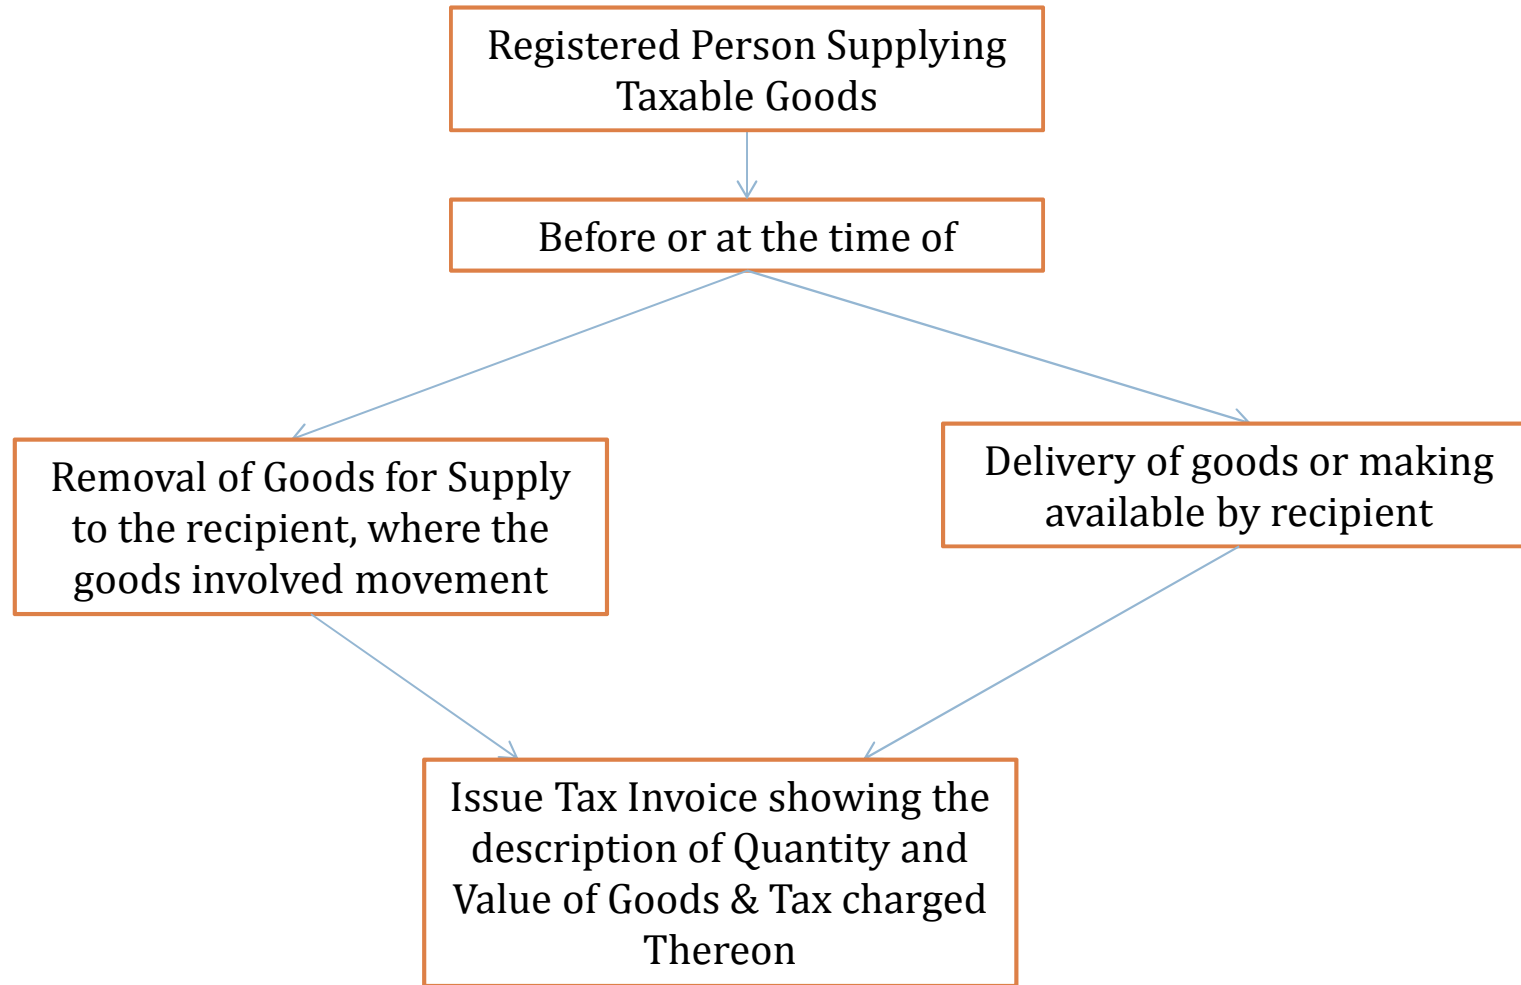 Registered Person Supplying
Taxable Goods
Before or at the time of
Removal of Goods for Supply
to the recipient, where the
goods involved movement
Delivery of goods or making
available by recipient
Issue Tax Invoice showing the
description of Quantity and
Value of Goods & Tax charged
Thereon